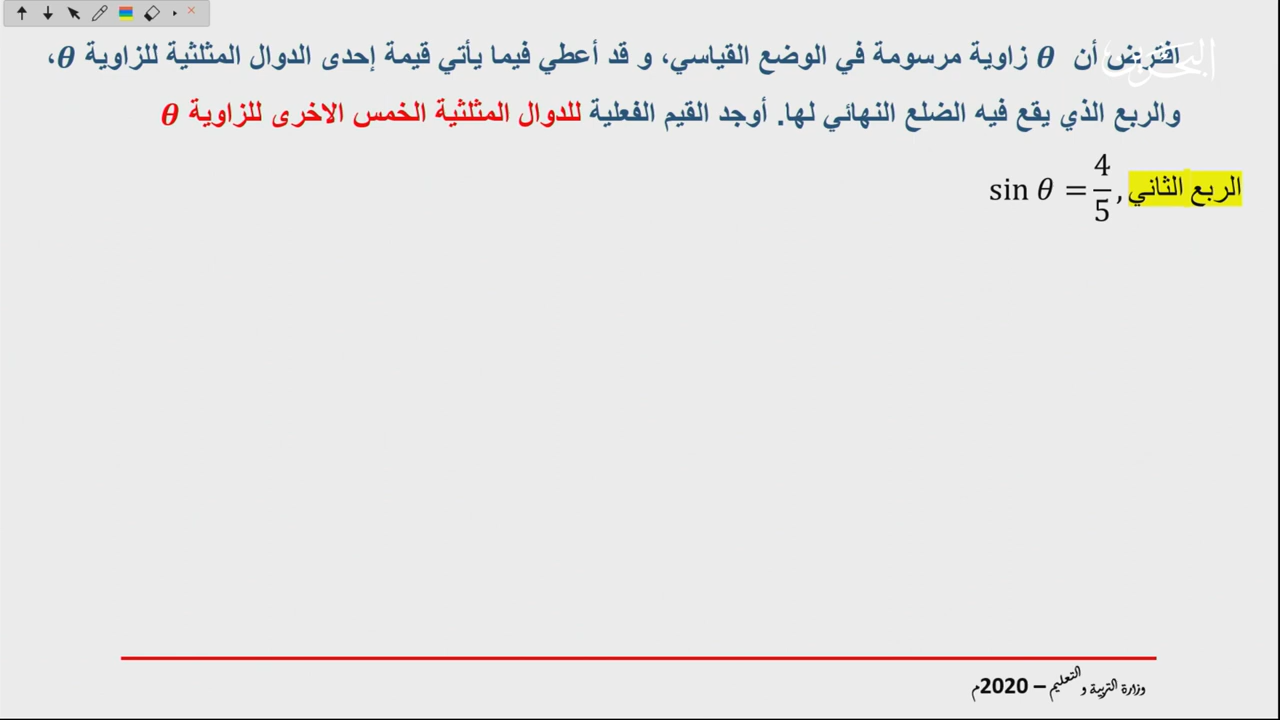 افترض أن θ زاوية مرسومة في الوضع القياسي، و قد أعطي فيما يأتي قيمة إحدى الدوال المثلثية للزاوية θ،
والربع الذي يقع فيه الضلع النهائي لها. أوجد القيم الفعلية للدوال المثلثية الخمس الاخرى للزاوية θ
sin θ = 4/5 , الربع الثاني
وزارة التربية و التعليم – 2020م
البحرين